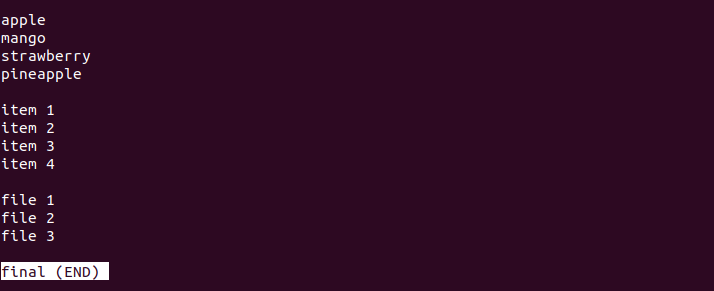 apple
mango
strawberry
pineapple
item 1
item 2
item 3
item 4
file 1
file 2
file 3
final (END)